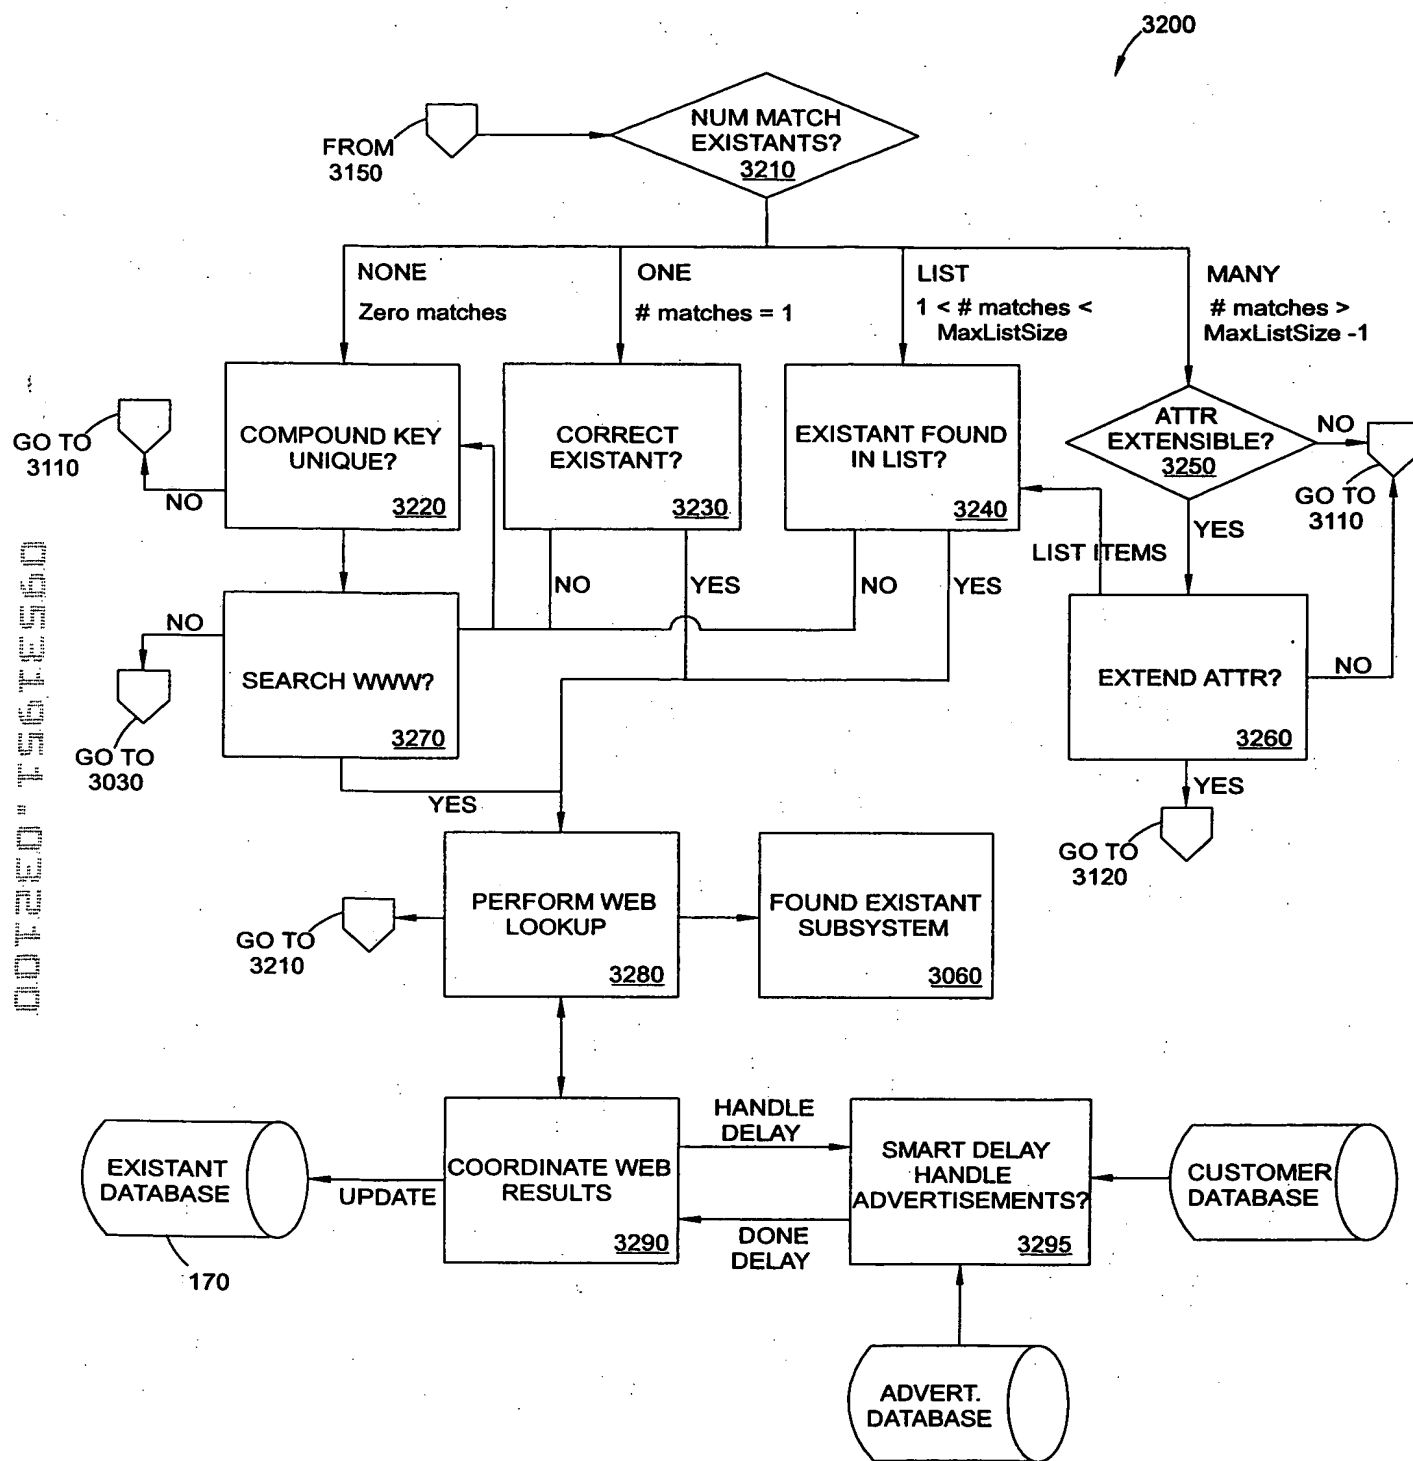 3200
NUM MATCH
EXISTANTS?
3210
FROM
3150
NONE
Zero matches
ONE
# matches = 1
LIST
1 < # matches <
MaxListSize
MANY
# matches >
MaxListSize -1
GO TO
3110
NO
COMPOUND KEY
UNIQUE?
3220
CORRECT
EXISTANT?
3230
EXISTANT FOUND
IN LIST?
3240
ATTR
EXTENSIBLE?
3250
NO
GO TO
3110
YES
LIST ITEMS
NO
YES
NO
YES
NO
GO TO
3030
SEARCH WWW?
3270
YES
EXTEND ATTR?
3260
NO
YES
GO TO
3120
GO TO
3210
PERFORM WEB
LOOKUP
3280
FOUND EXISTANT
SUBSYSTEM
3060
EXISTANT
DATABASE
170
UPDATE
COORDINATE WEB
RESULTS
3290
HANDLE
DELAY
DONE
DELAY
SMART DELAY
HANDLE
ADVERTISEMENTS?
3295
CUSTOMER
DATABASE
ADVERT.
DATABASE